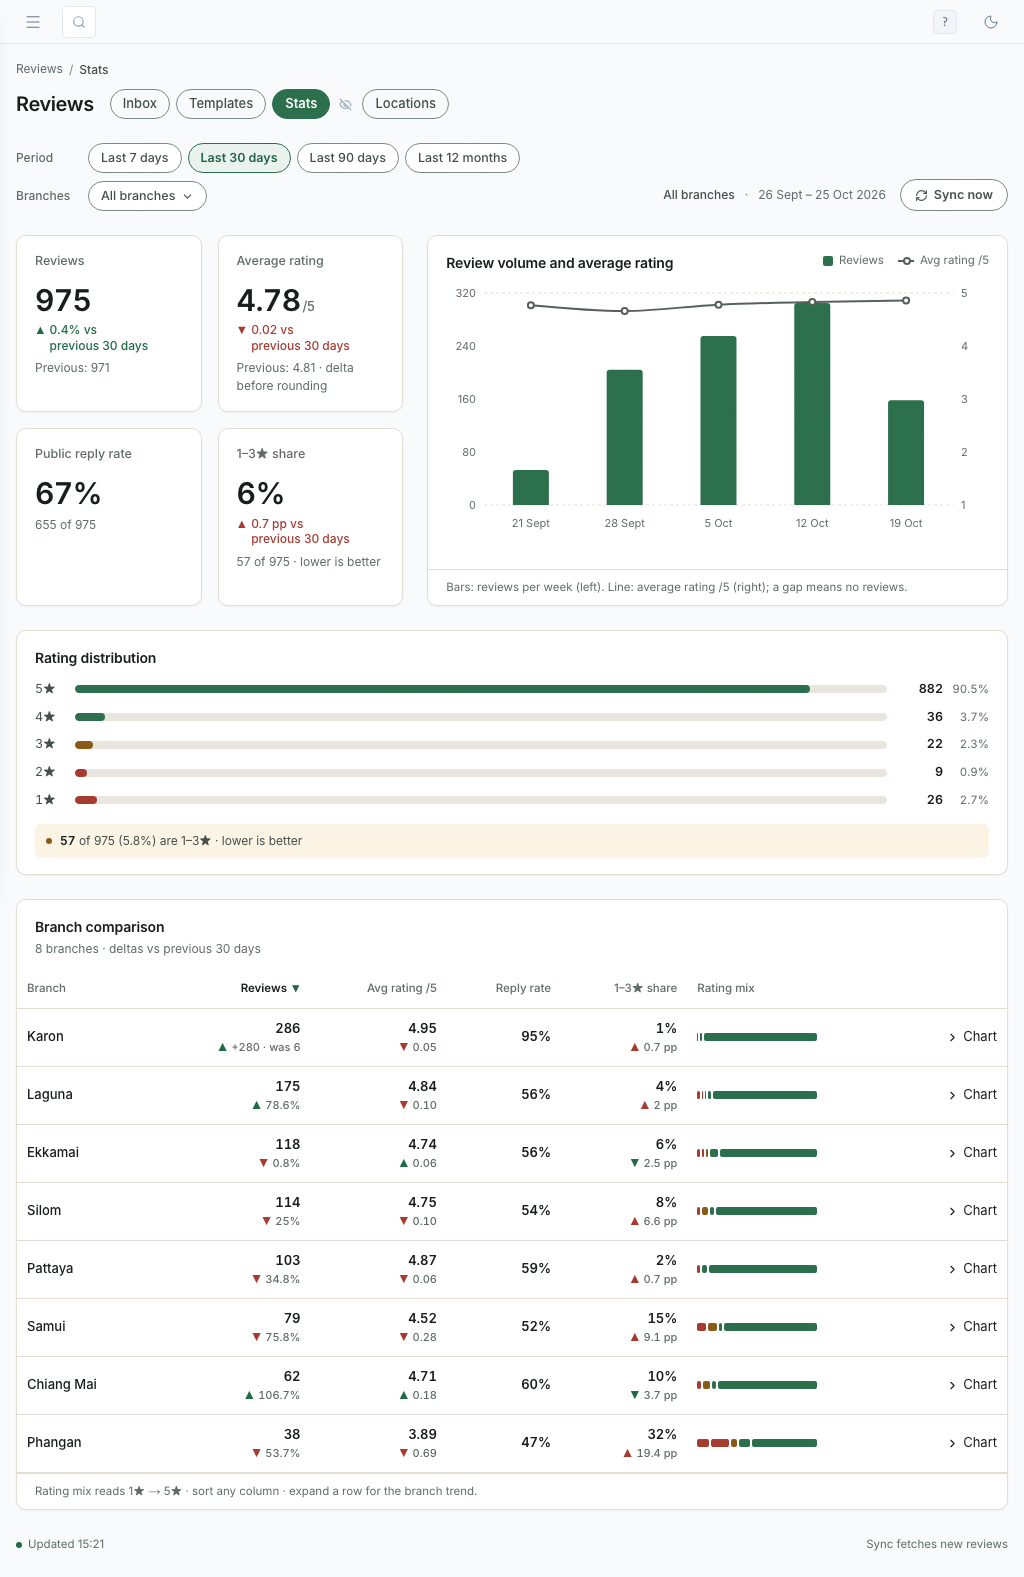 ?
Reviews / Stats
Reviews Inbox Templates Stats Locations
Period Last 7 days Last 30 days Last 90 days Last 12 months
Branches All branches All branches · 26 Sept – 25 Oct 2026 Sync now
Reviews
975
▲ 0.4% vs
previous 30 days
Previous: 971
Average rating
4.78/5
▼ 0.02 vs
previous 30 days
Previous: 4.81 · delta
before rounding
Public reply rate
67%
655 of 975
1–3★ share
6%
▲ 0.7 pp vs
previous 30 days
57 of 975 · lower is better
Review volume and average rating Reviews Avg rating /5
320 5
240 4
160 3
80 2
0 1
21 Sept 28 Sept 5 Oct 12 Oct 19 Oct
Bars: reviews per week (left). Line: average rating /5 (right); a gap means no reviews.
Rating distribution
5★ 882 90.5%
4★ 36 3.7%
3★ 22 2.3%
2★ 9 0.9%
1★ 26 2.7%
57 of 975 (5.8%) are 1–3★ · lower is better
Branch comparison
8 branches · deltas vs previous 30 days
Branch Reviews ▼ Avg rating /5 Reply rate 1–3★ share Rating mix
Karon 286 4.95 95% 1% › Chart
▲ +280 · was 6 ▼ 0.05 ▲ 0.7 pp
Laguna 175 4.84 56% 4% › Chart
▲ 78.6% ▼ 0.10 ▲ 2 pp
Ekkamai 118 4.74 56% 6% › Chart
▼ 0.8% ▲ 0.06 ▼ 2.5 pp
Silom 114 4.75 54% 8% › Chart
▼ 25% ▼ 0.10 ▲ 6.6 pp
Pattaya 103 4.87 59% 2% › Chart
▼ 34.8% ▼ 0.06 ▲ 0.7 pp
Samui 79 4.52 52% 15% › Chart
▼ 75.8% ▼ 0.28 ▲ 9.1 pp
Chiang Mai 62 4.71 60% 10% › Chart
▲ 106.7% ▲ 0.18 ▼ 3.7 pp
Phangan 38 3.89 47% 32% › Chart
▼ 53.7% ▼ 0.69 ▲ 19.4 pp
Rating mix reads 1★ → 5★ · sort any column · expand a row for the branch trend.
Updated 15:21 Sync fetches new reviews